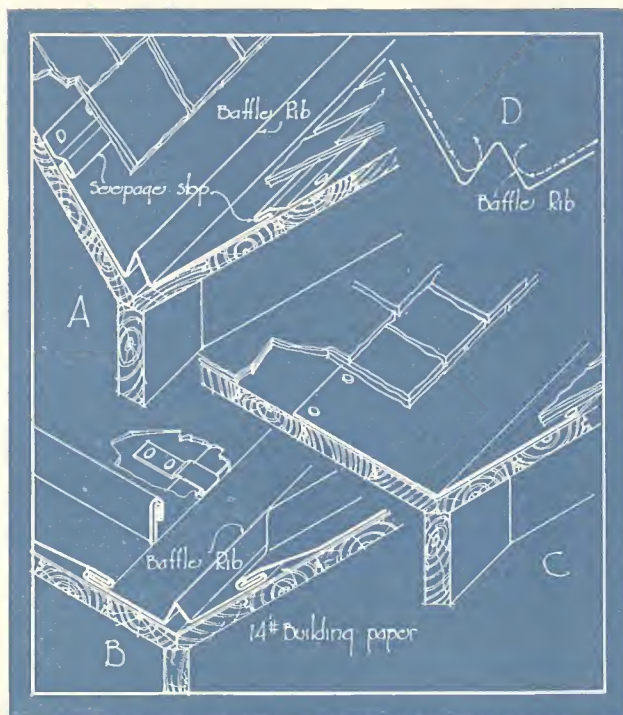 Baffle Rib
D
Seepage stop
Baffle Rib
A
Baffle Rib
C
14# Building paper
B